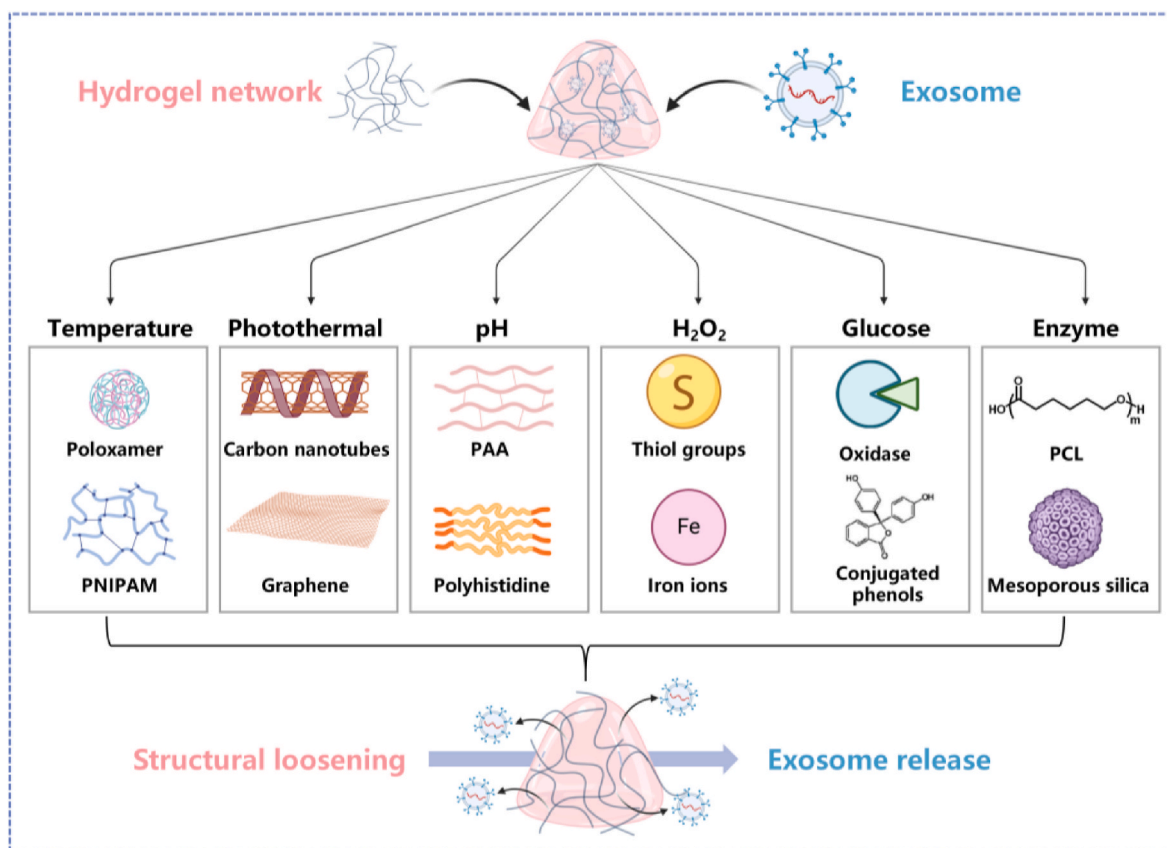 Hydrogel network
Exosome
Temperature
Photothermal
pH
H₂O₂
Glucose
Enzyme
Poloxamer
Carbon nanotubes
PAA
S
Thiol groups
Oxidase
HO
O
O
H
m
PCL
PNIPAM
Graphene
Polyhistidine
Fe
Iron ions
HO
OH
O
O
Conjugated
phenols
Mesoporous silica
Structural loosening
Exosome release